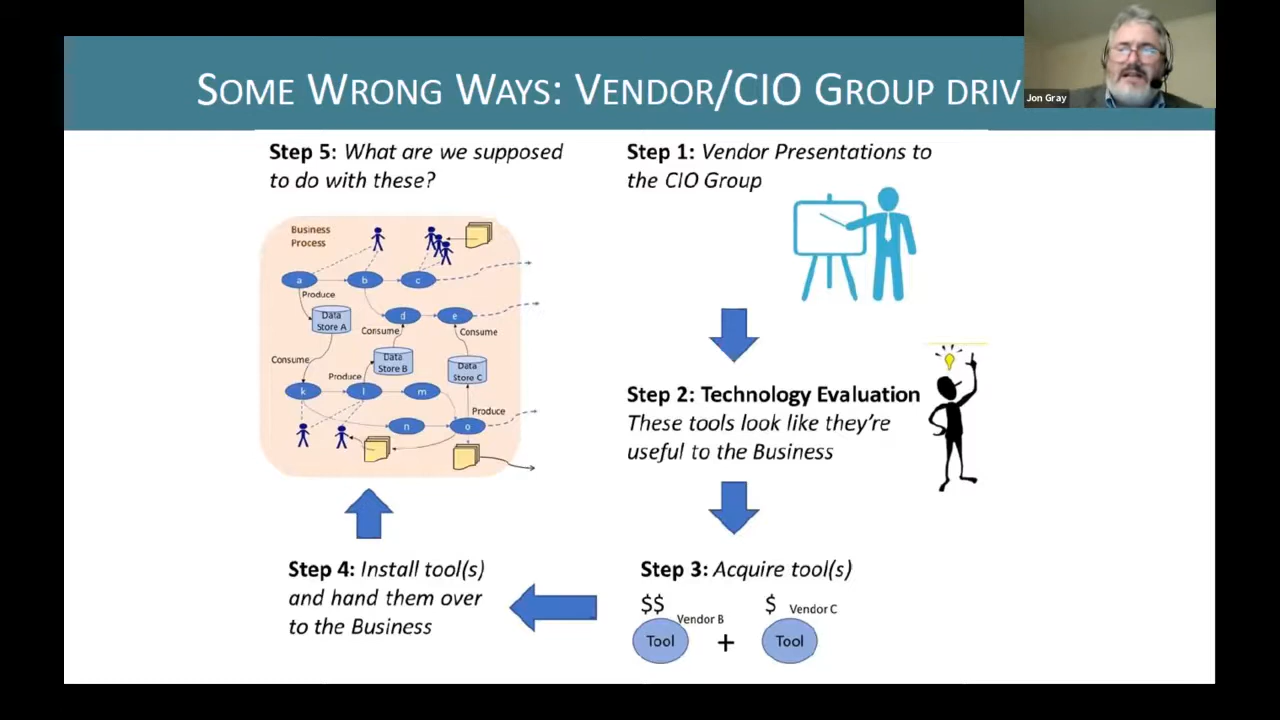 SOME WRONG WAYS: VENDOR/CIO GROUP DRIV
Jon Gray
Step 1: Vendor Presentations to
the CIO Group
Step 2: Technology Evaluation
These tools look like they're
useful to the Business
Step 3: Acquire tool(s)
$$
Vendor B
$
Vendor C
Tool
+
Tool
Step 4: Install tool(s)
and hand them over
to the Business
Step 5: What are we supposed
to do with these?
Business
Process
a
b
c
Produce
Data
Store A
d
e
Consume
Consume
Data
Store B
Data
Store C
Consume
Produce
k
l
m
Produce
n
o